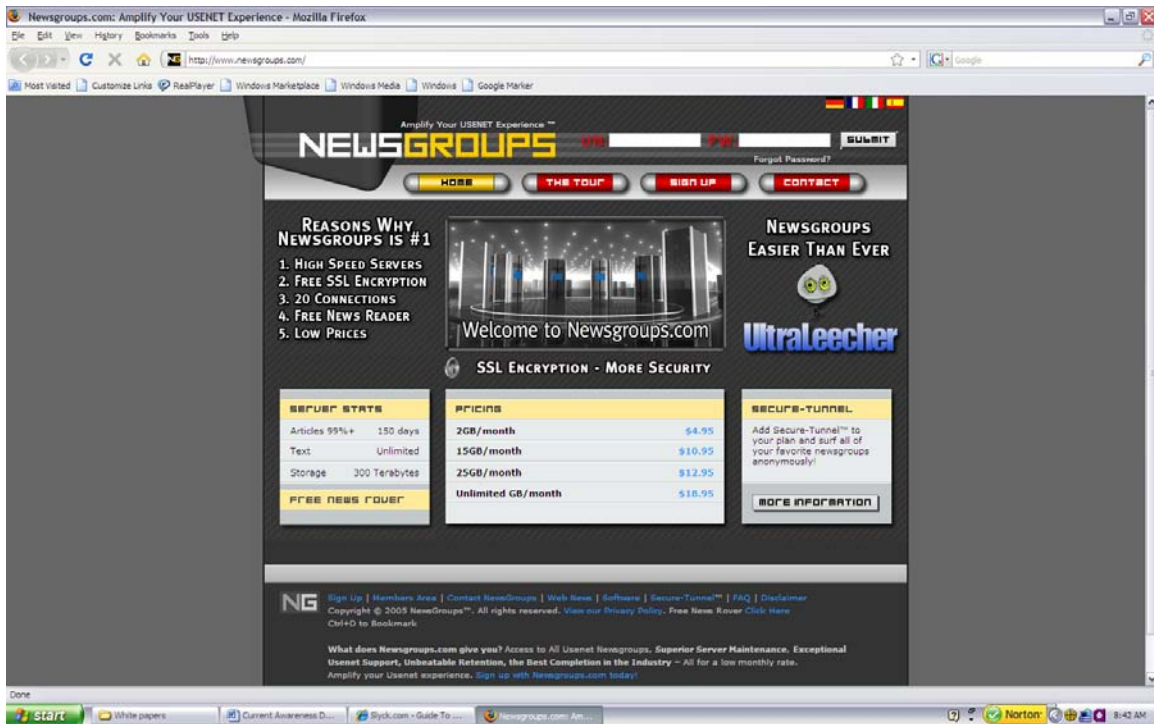 Newsgroups.com: Amplify Your USENET Experience - Mozilla Firefox
File Edit View History Bookmarks Tools Help
http://www.newsgroups.com/
Google
Most Visited Customize Links RealPlayer Windows Marketplace Windows Media Windows Google Marker
Amplify Your USENET Experience ™
NEWSGROUPS
UN: PW: SUBMIT
Forgot Password?
HOME THE TOUR SIGN UP CONTACT
REASONS WHY
NEWSGROUPS IS #1
1. HIGH SPEED SERVERS
2. FREE SSL ENCRYPTION
3. 20 CONNECTIONS
4. FREE NEWS READER
5. LOW PRICES
Welcome to Newsgroups.com
SSL ENCRYPTION - MORE SECURITY
NEWSGROUPS
EASIER THAN EVER
UltraLeecher
SERVER STATS
Articles 99%+ 150 days
Text Unlimited
Storage 300 Terabytes
FREE NEWS ROVER
PRICING
2GB/month $4.95
15GB/month $10.95
25GB/month $12.95
Unlimited GB/month $18.95
SECURE-TUNNEL
Add Secure-Tunnel™ to
your plan and surf all of
your favorite newsgroups
anonymously!
MORE INFORMATION
NG
Sign Up | Members Area | Contact NewsGroups | Web News | Software | Secure-Tunnel™ | FAQ | Disclaimer
Copyright © 2005 NewsGroups™. All rights reserved. View our Privacy Policy. Free News Rover Click Here
Ctrl+D to Bookmark
What does Newsgroups.com give you? Access to All Usenet Newsgroups. Superior Server Maintenance. Exceptional
Usenet Support, Unbeatable Retention, the Best Completion in the Industry – All for a low monthly rate.
Amplify your Usenet experience. Sign up with Newsgroups.com today!
Done
start White papers Current Awareness D... Slyck.com - Guide To ... Newsgroups.com: Am... Norton 8:42 AM